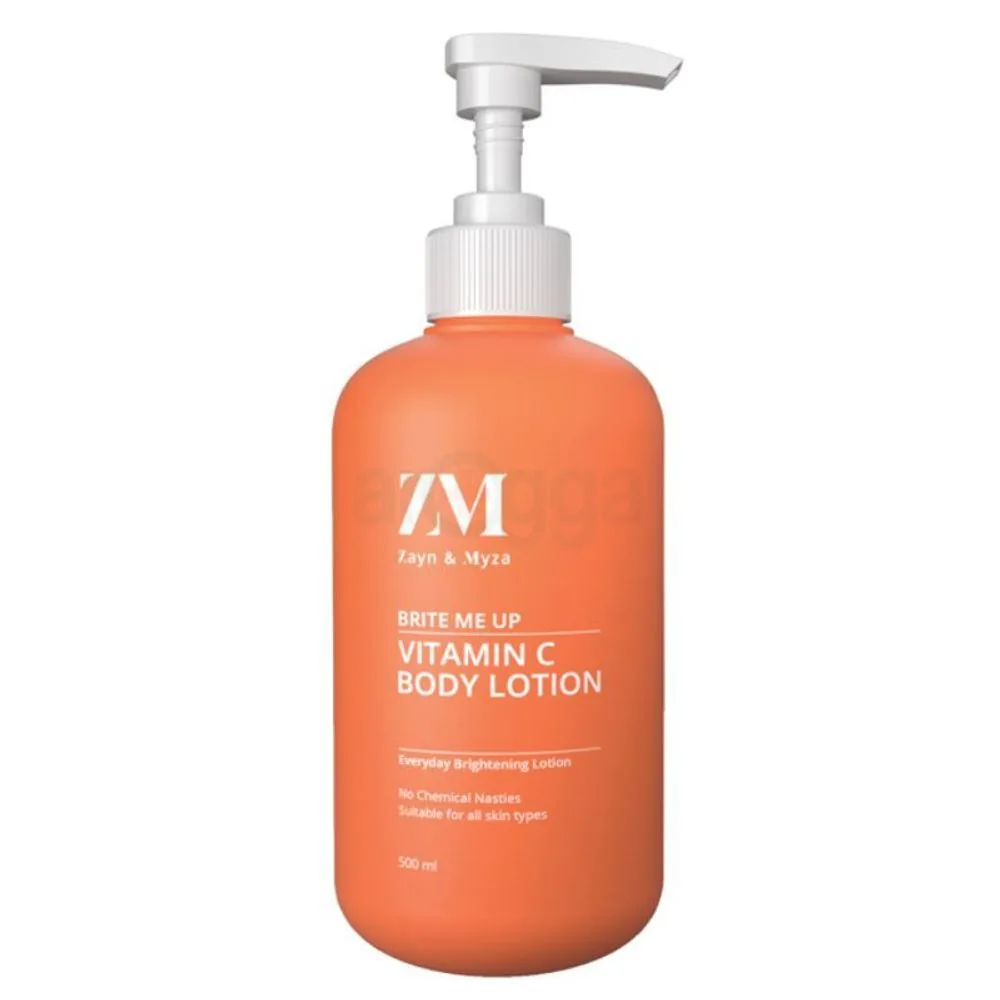 ZM
Zayn & Myza
BRITE ME UP
VITAMIN C
BODY LOTION
Everyday Brightening Lotion
No Chemical Nasties
Suitable for all skin types
500 ml